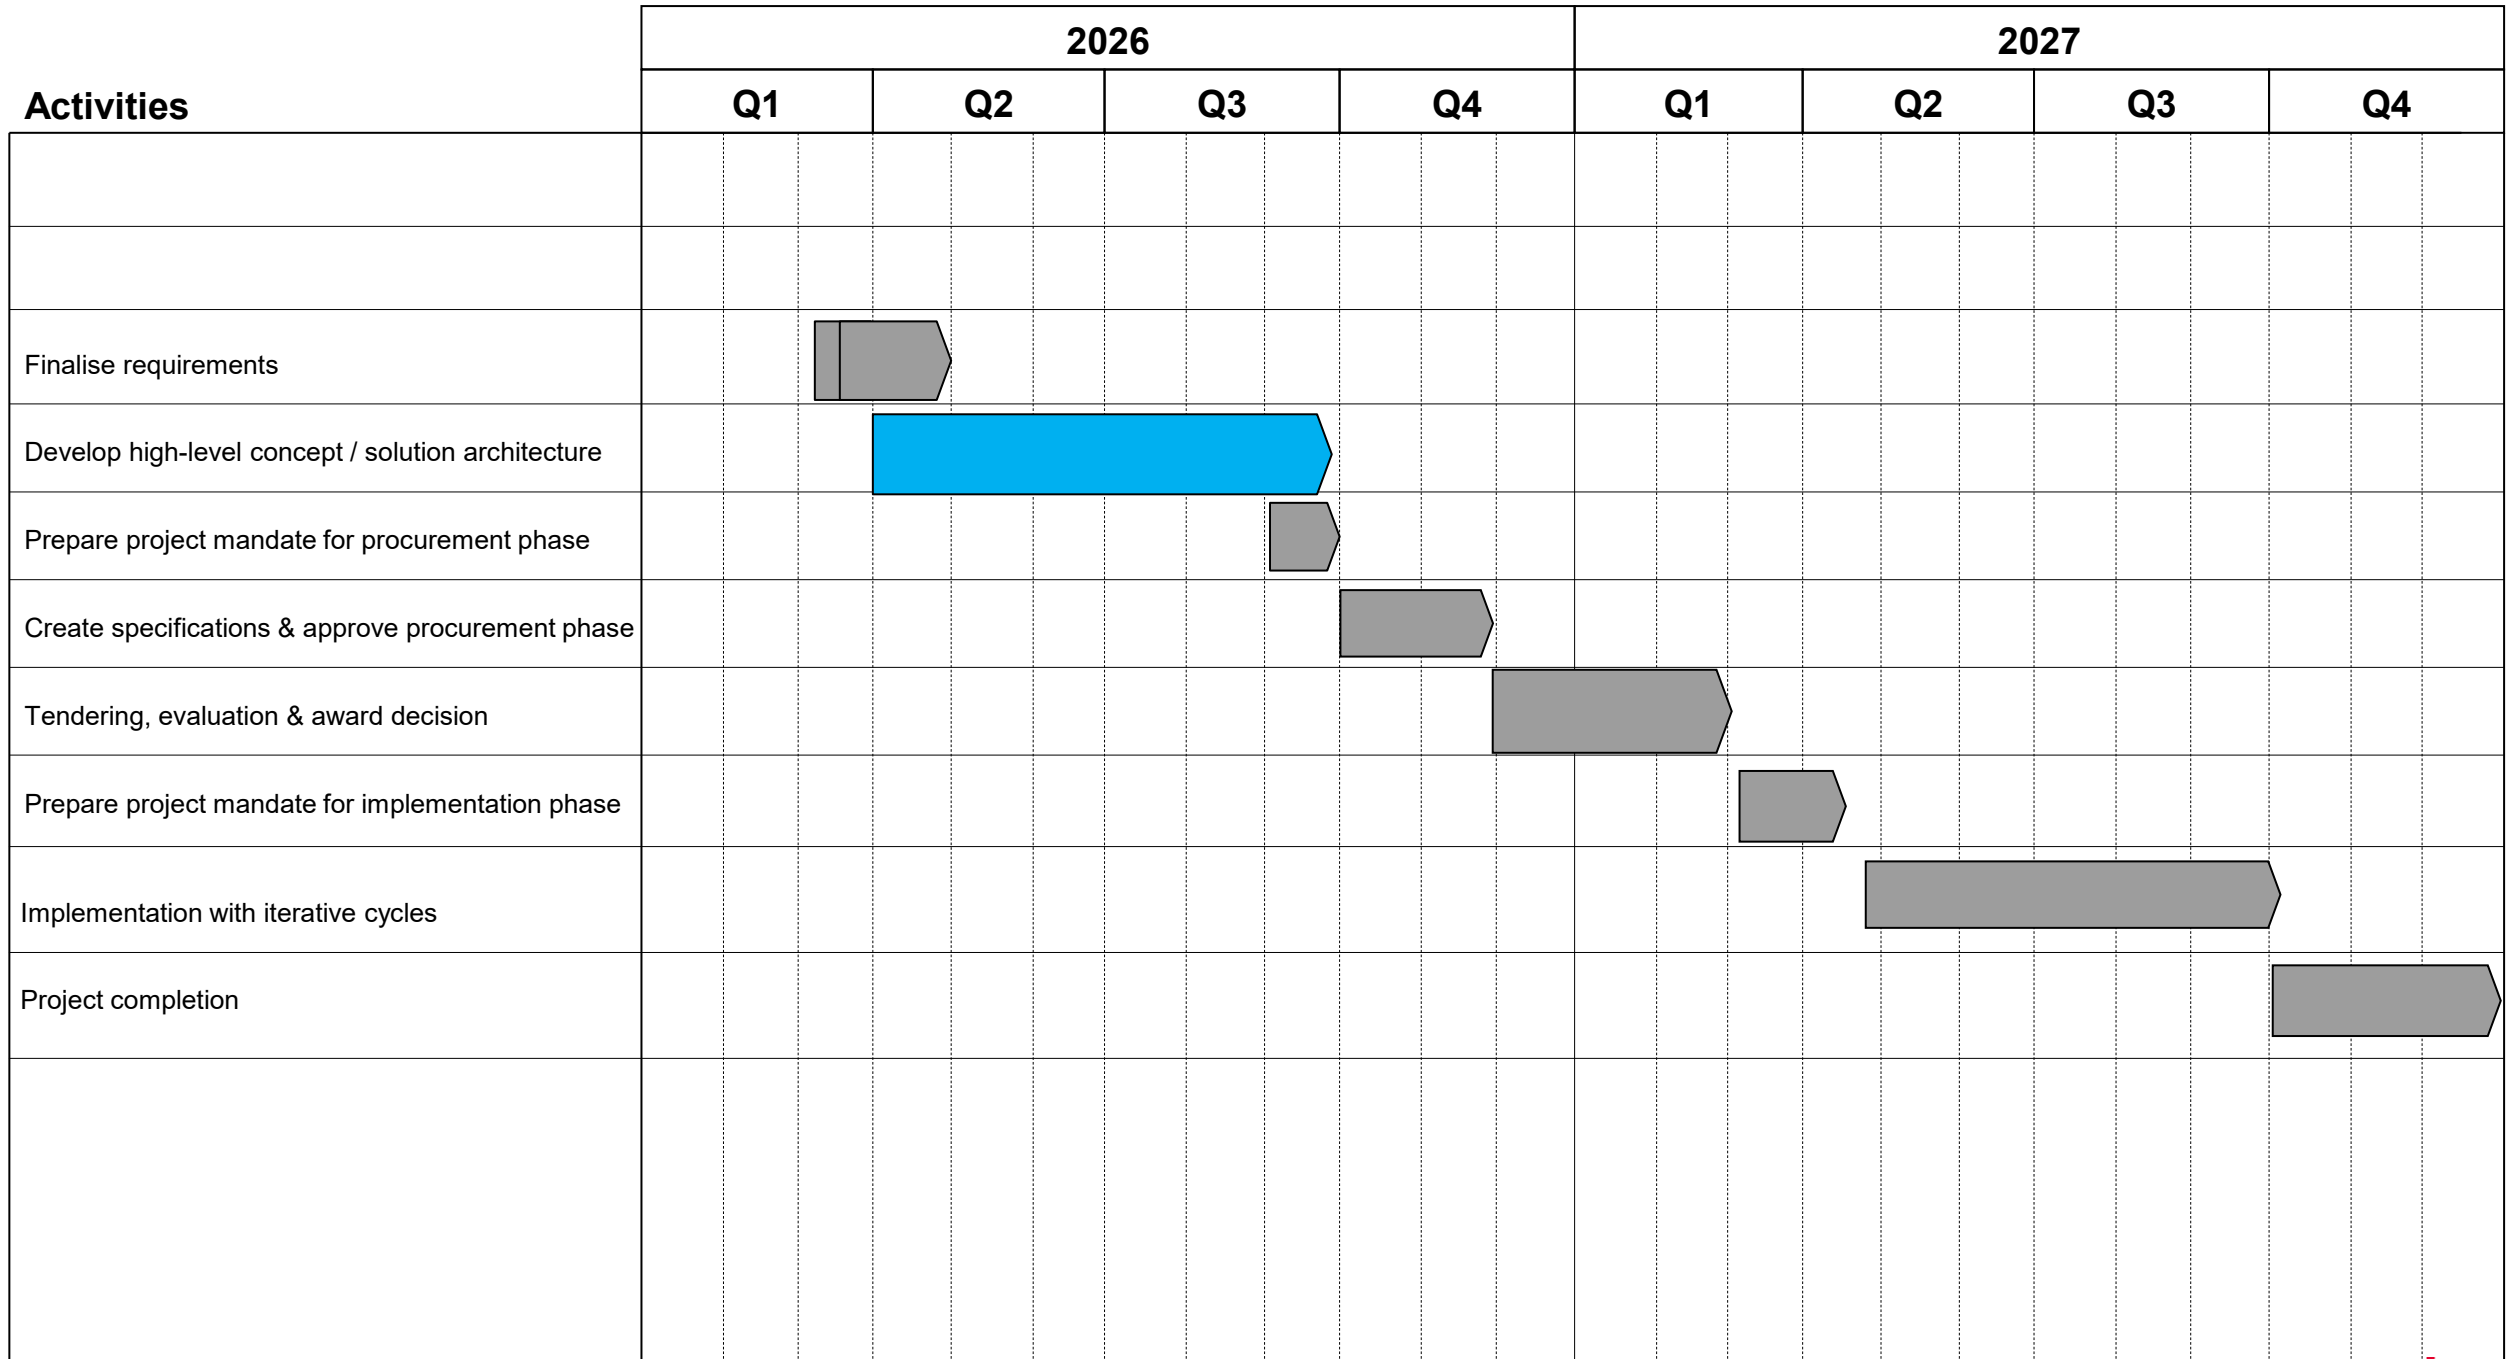 2026
2027
Activities
Q1
Q2
Q3
Q4
Q1
Q2
Q3
Q4
Finalise requirements
Develop high-level concept / solution architecture
Prepare project mandate for procurement phase
Create specifications & approve procurement phase
Tendering, evaluation & award decision
Prepare project mandate for implementation phase
Implementation with iterative cycles
Project completion